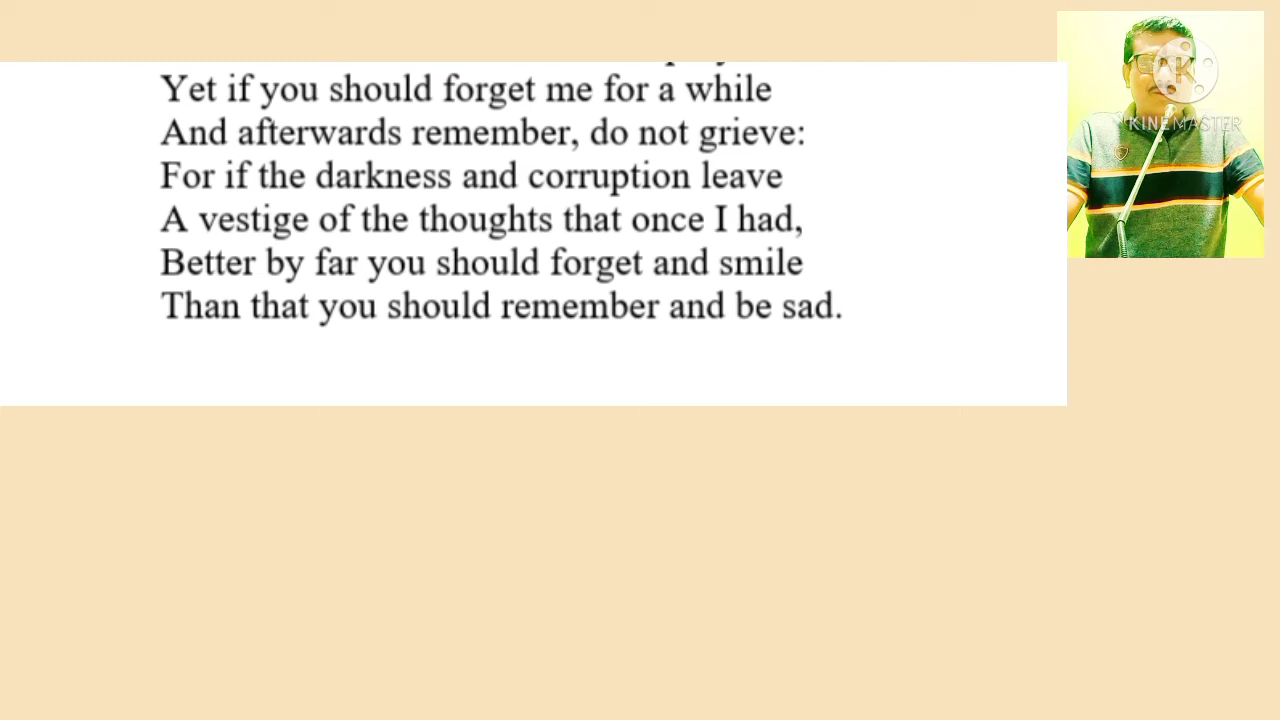 Yet if you should forget me for a while
And afterwards remember, do not grieve:
For if the darkness and corruption leave
A vestige of the thoughts that once I had,
Better by far you should forget and smile
Than that you should remember and be sad.
K
KINEMASTER